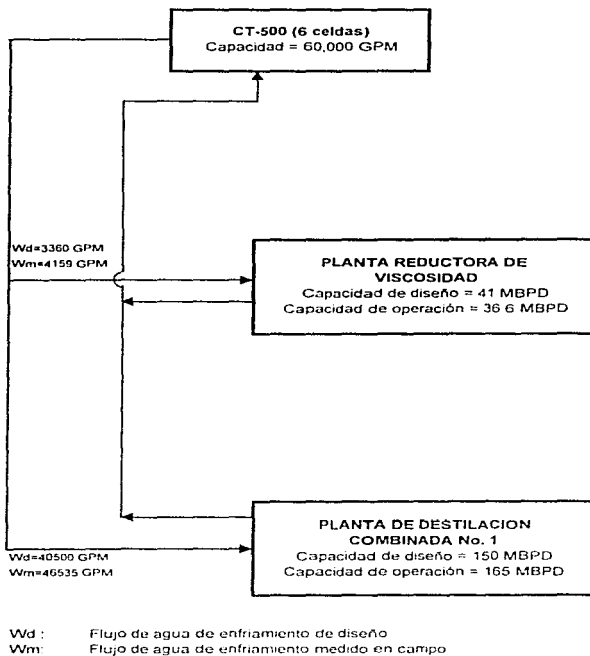 CT-500 (6 celdas)
Capacidad = 60,000 GPM
Wd=3360 GPM
Wm=4159 GPM
PLANTA REDUCTORA DE
VISCOSIDAD
Capacidad de diseño = 41 MBPD
Capacidad de operación = 36 6 MBPD
PLANTA DE DESTILACION
COMBINADA No. 1
Capacidad de diseño = 150 MBPD
Capacidad de operación = 165 MBPD
Wd=40500 GPM
Wm=46535 GPM
Wd : Flujo de agua de enfriamiento de diseño
Wm: Flujo de agua de enfriamiento medido en campo